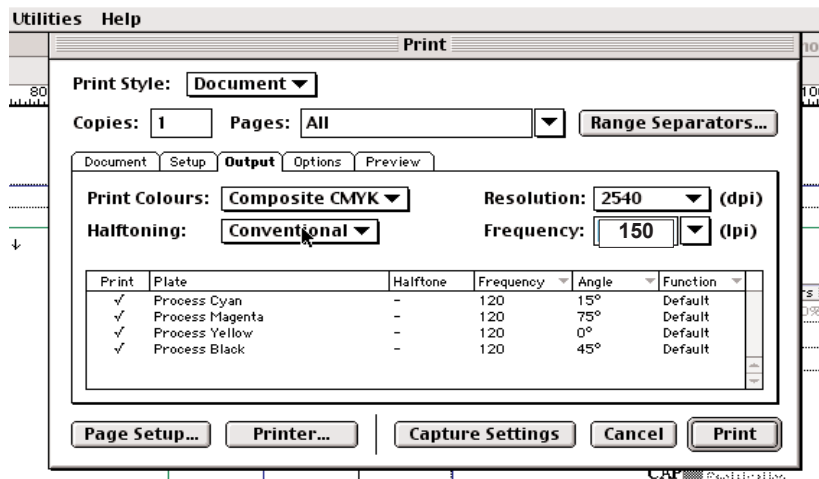 Utilities Help
Print
Print Style: Document
80
Copies: 1 Pages: All Range Separators...
Document Setup Output Options Preview
Print Colours: Composite CMYK Resolution: 2540 (dpi)
Halftoning: Conventional Frequency: 150 (lpi)
Print Plate Halftone Frequency Angle Function
✓ Process Cyan - 120 15° Default
✓ Process Magenta - 120 75° Default
✓ Process Yellow - 120 0° Default
✓ Process Black - 120 45° Default
Page Setup... Printer... Capture Settings Cancel Print
CAP